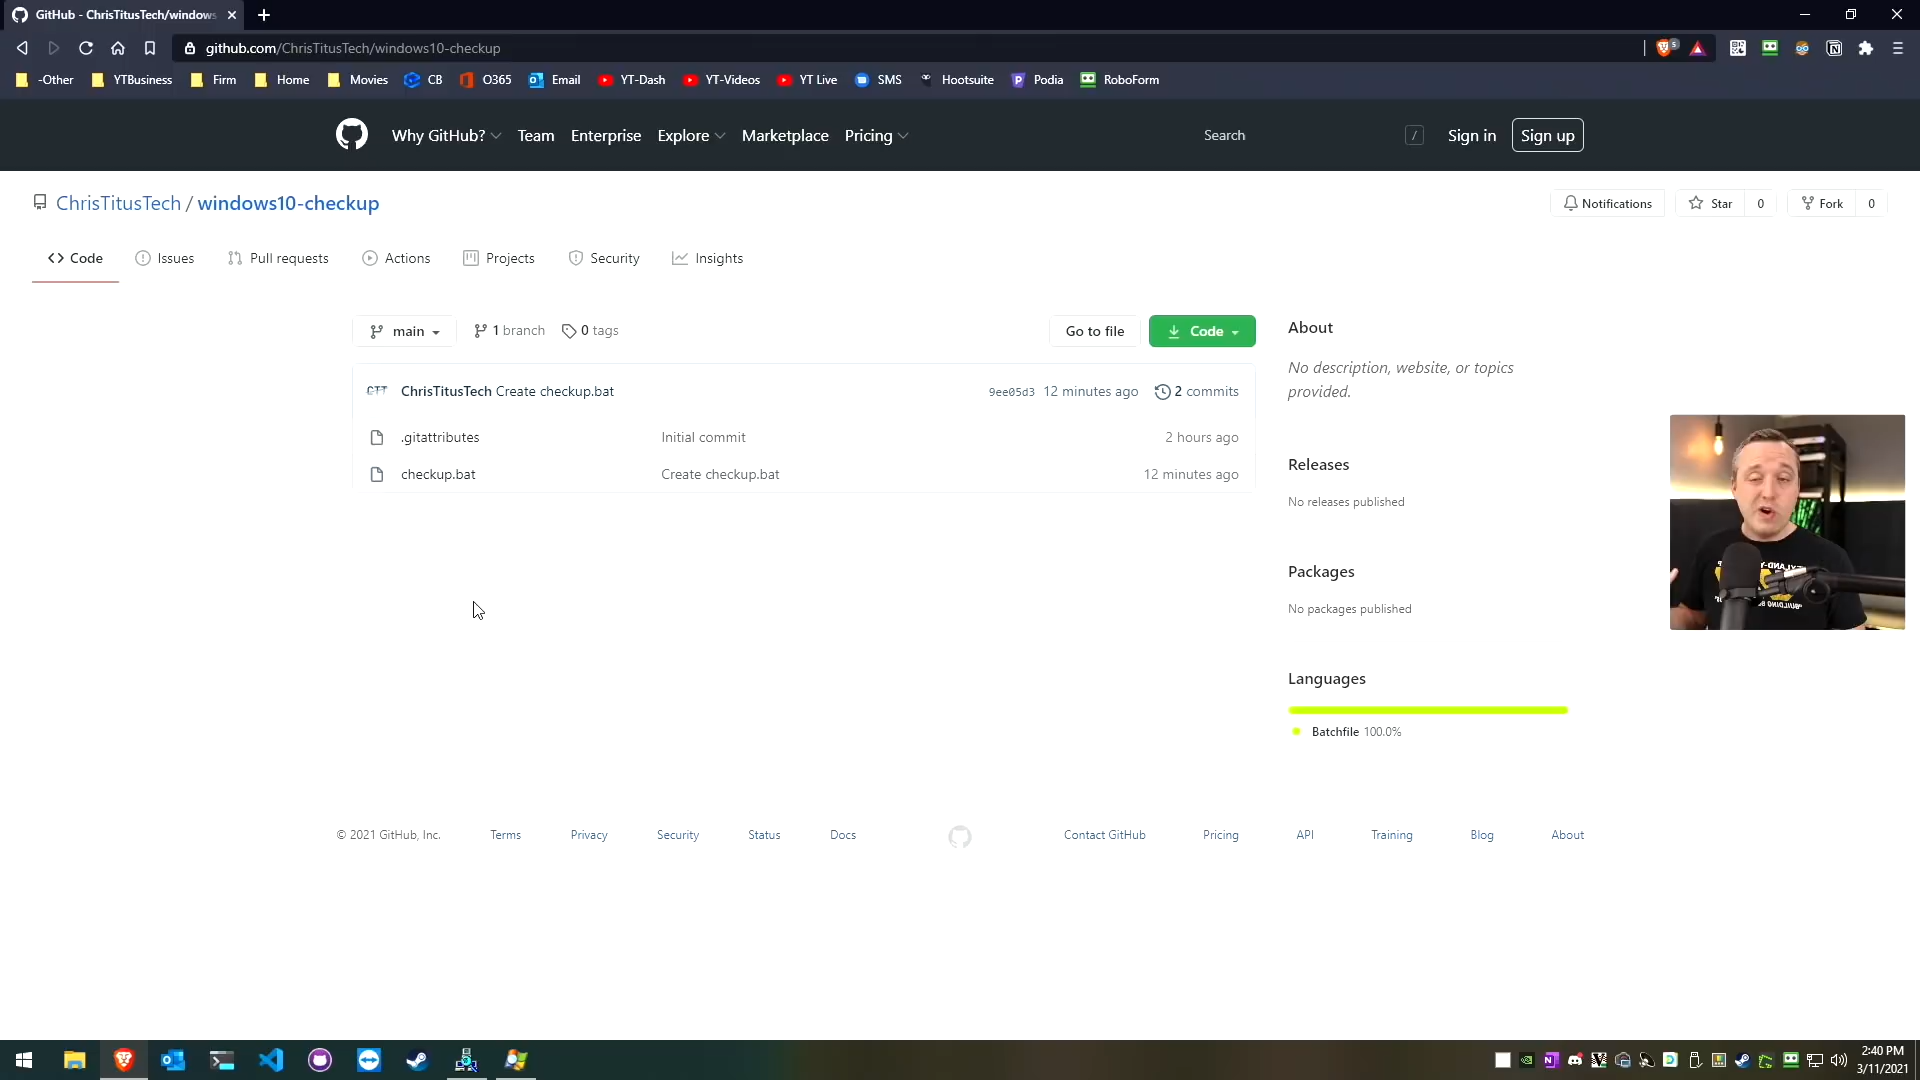 GitHub - ChrisTitusTech/windows
github.com/ChrisTitusTech/windows10-checkup
-Other YTBusiness Firm Home Movies CB O365 Email YT-Dash YT-Videos YT Live SMS Hootsuite Podia RoboForm
Why GitHub? Team Enterprise Explore Marketplace Pricing Search / Sign in Sign up
ChrisTitusTech / windows10-checkup Notifications Star 0 Fork 0
Code Issues Pull requests Actions Projects Security Insights
main 1 branch 0 tags Go to file Code
CTT ChrisTitusTech Create checkup.bat 9ee05d3 12 minutes ago 2 commits
.gitattributes Initial commit 2 hours ago
checkup.bat Create checkup.bat 12 minutes ago
About
No description, website, or topics
provided.
Releases
No releases published
Packages
No packages published
Languages
Batchfile 100.0%
© 2021 GitHub, Inc. Terms Privacy Security Status Docs Contact GitHub Pricing API Training Blog About
2:40 PM
3/11/2021